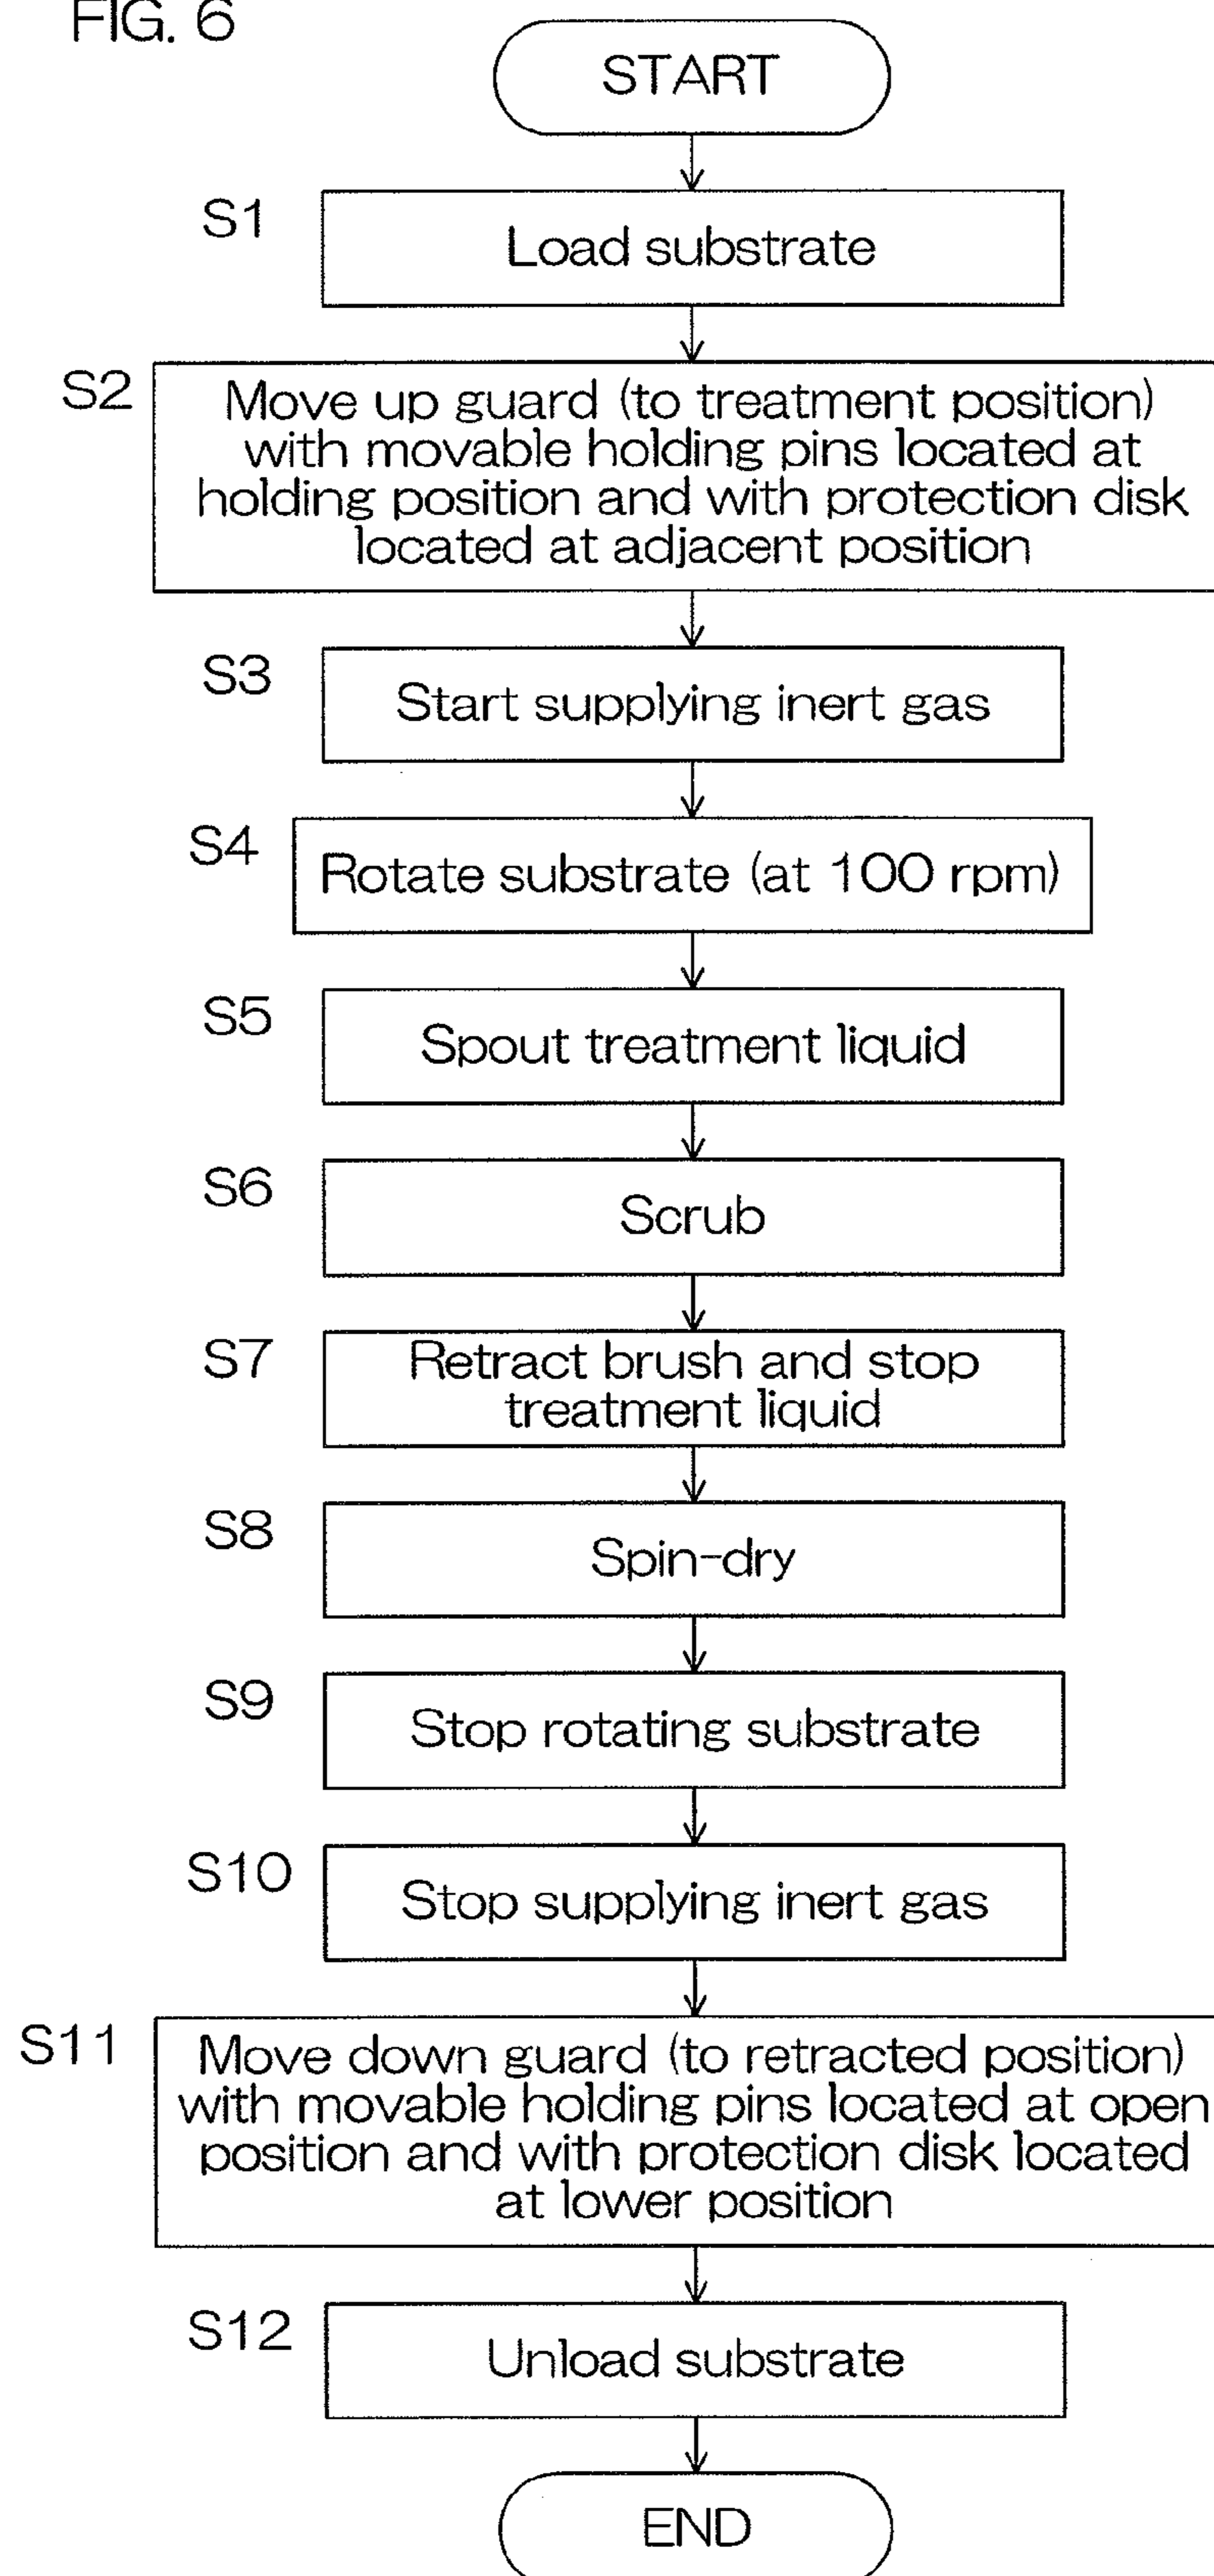 FIG. 6
START
S1
Load substrate
S2
Move up guard (to treatment position)
with movable holding pins located at
holding position and with protection disk
located at adjacent position
S3
Start supplying inert gas
S4
Rotate substrate (at 100 rpm)
S5
Spout treatment liquid
S6
Scrub
S7
Retract brush and stop
treatment liquid
S8
Spin-dry
S9
Stop rotating substrate
S10
Stop supplying inert gas
S11
Move down guard (to retracted position)
with movable holding pins located at open
position and with protection disk located
at lower position
S12
Unload substrate
END